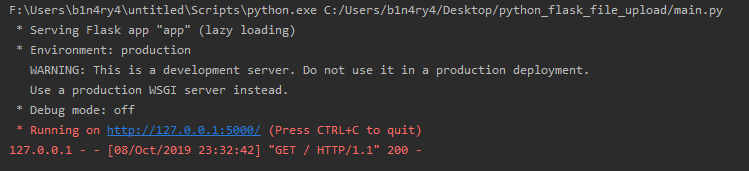 F:\Users\b1n4ry4\untitled\Scripts\python.exe C:/Users/b1n4ry4/Desktop/python_flask_file_upload/main.py
 * Serving Flask app "app" (lazy loading)
 * Environment: production
   WARNING: This is a development server. Do not use it in a production deployment.
   Use a production WSGI server instead.
 * Debug mode: off
 * Running on http://127.0.0.1:5000/ (Press CTRL+C to quit)
127.0.0.1 - - [08/Oct/2019 23:32:42] "GET / HTTP/1.1" 200 -